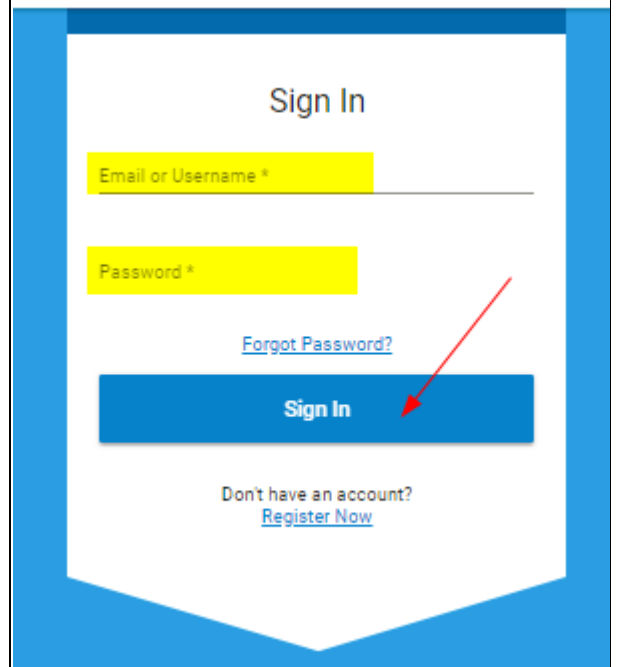 Sign In
Email or Username *
Password *
Forgot Password?
Sign In
Don't have an account?
Register Now